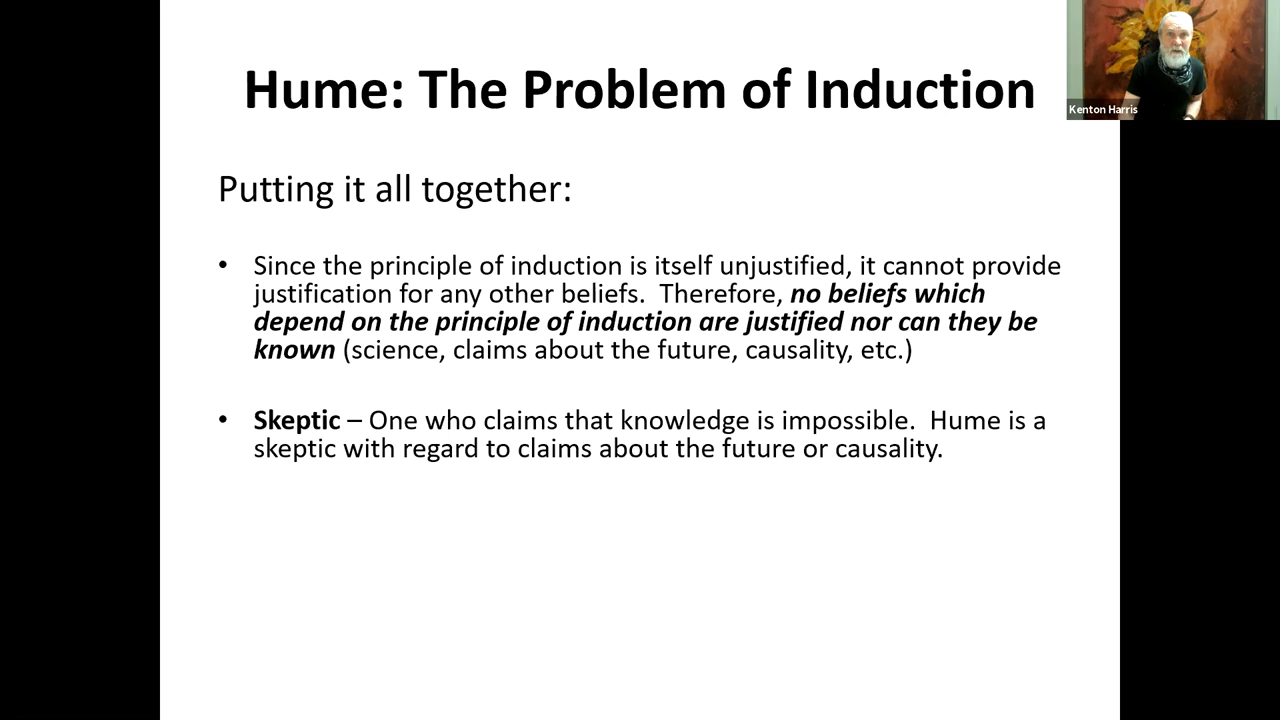 Hume: The Problem of Induction
Kenton Harris
Putting it all together:
• Since the principle of induction is itself unjustified, it cannot provide
justification for any other beliefs.  Therefore, no beliefs which
depend on the principle of induction are justified nor can they be
known (science, claims about the future, causality, etc.)
• Skeptic – One who claims that knowledge is impossible.  Hume is a
skeptic with regard to claims about the future or causality.